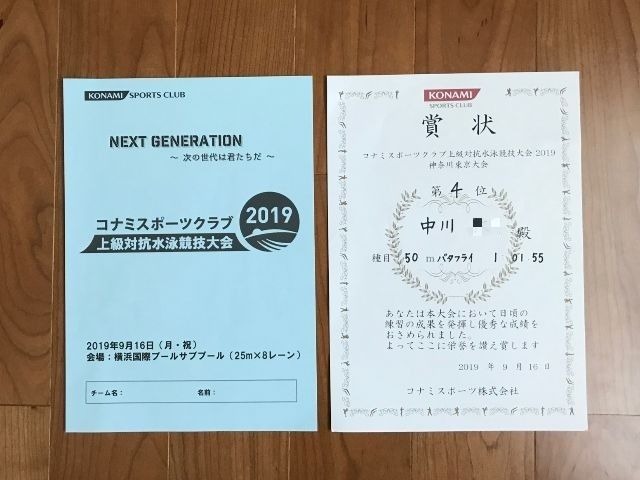 KONAMI SPORTS CLUB
NEXT GENERATION
～ 次の世代は君たちだ ～
コナミスポーツクラブ
上級対抗水泳競技大会
2019
2019年9月16日（月・祝）
会場：横浜国際プールサブプール（25m×8レーン）
チーム名： 名前：
KONAMI
SPORTS CLUB
賞状
コナミスポーツクラブ上級対抗水泳競技大会2019
神奈川東京大会
第4位
中川 殿
種目 50mバタフライ 1 01 55
あなたは本大会において日頃の
練習の成果を発揮し優秀な成績を
おさめられました。
よってここに栄誉を讃え賞します
2019 年 9 月 16 日
コナミスポーツ株式会社